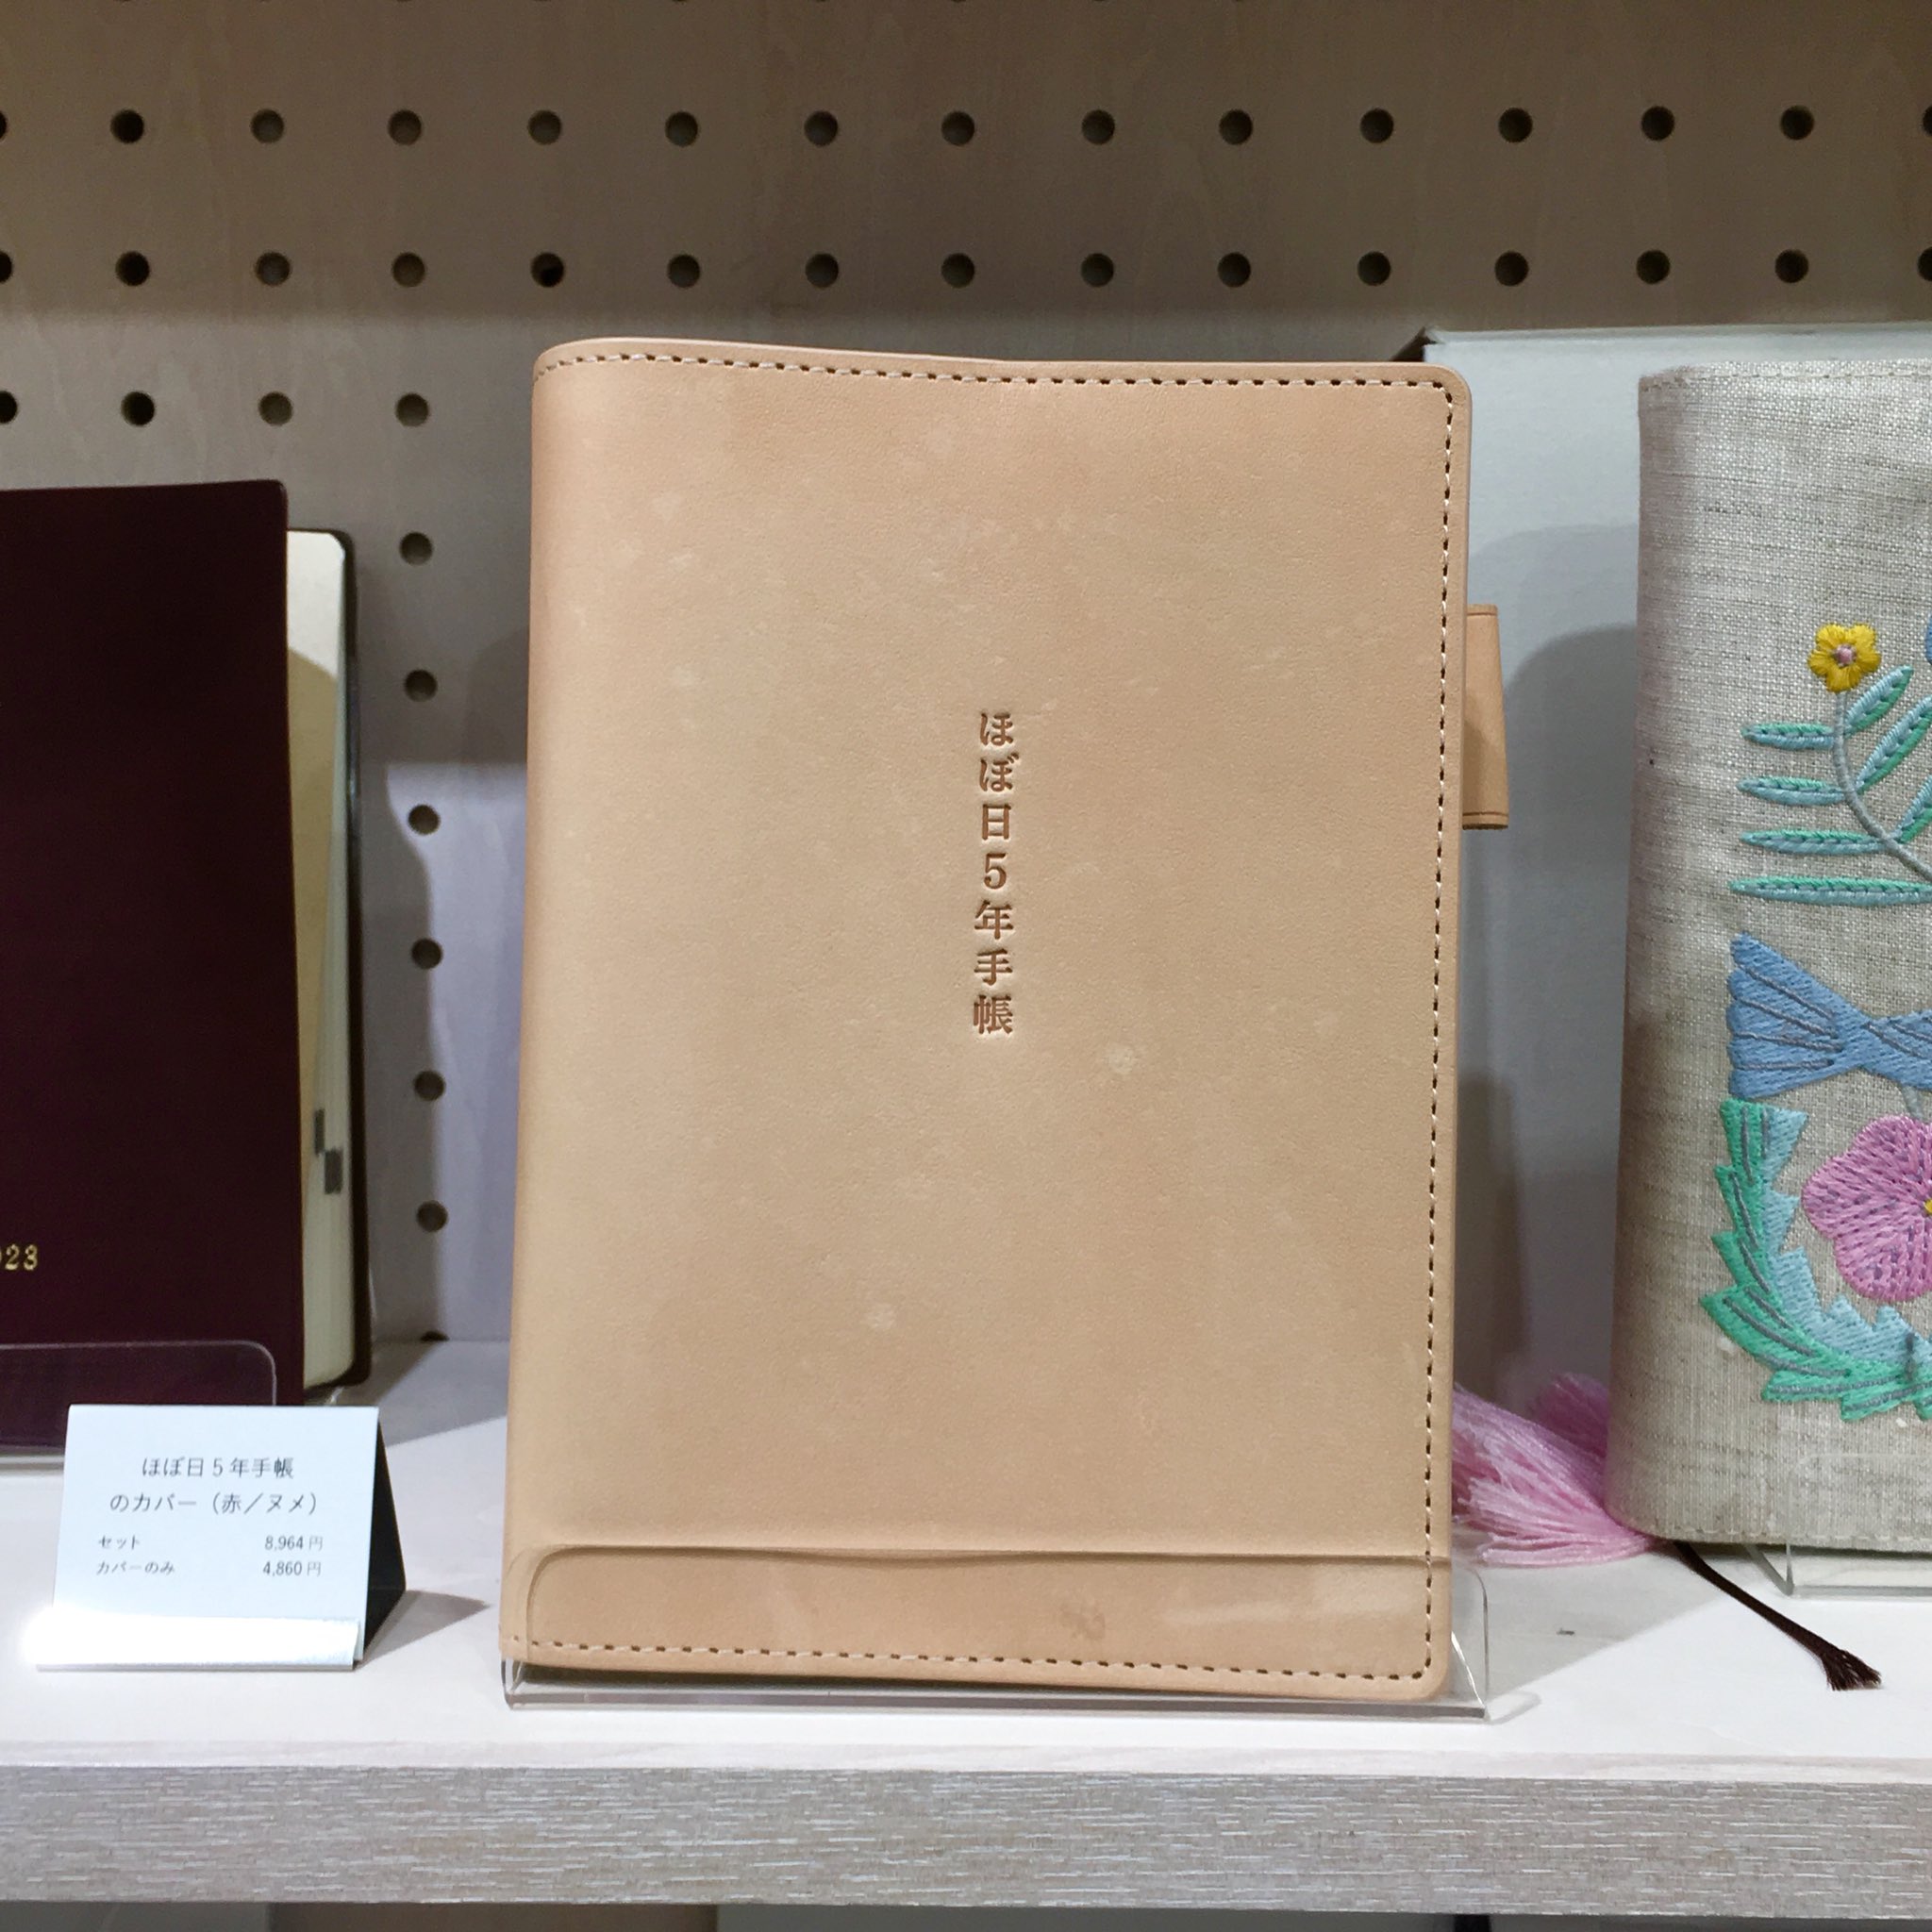 ほぼ日5年手帳
023
ほぼ日5年手帳
のカバー（赤／ヌメ）
セット 8,964円
カバーのみ 4,860円